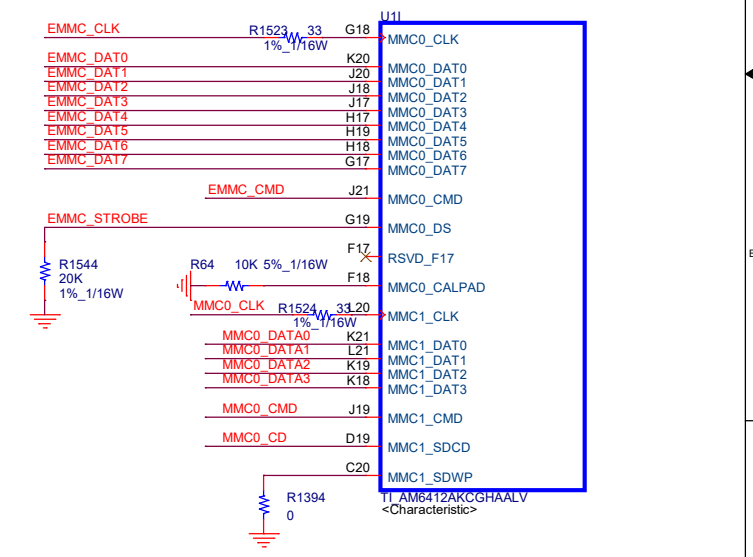 U1I
EMMC_CLK R1523 33 G18 MMC0_CLK
1%_1/16W
EMMC_DAT0 K20 MMC0_DAT0
EMMC_DAT1 J20 MMC0_DAT1
EMMC_DAT2 J18 MMC0_DAT2
EMMC_DAT3 J17 MMC0_DAT3
EMMC_DAT4 H17 MMC0_DAT4
EMMC_DAT5 H19 MMC0_DAT5
EMMC_DAT6 H18 MMC0_DAT6
EMMC_DAT7 G17 MMC0_DAT7
EMMC_CMD J21 MMC0_CMD
EMMC_STROBE G19 MMC0_DS
F17 RSVD_F17
R1544
20K
1%_1/16W
R64 10K 5%_1/16W F18 MMC0_CALPAD
MMC0_CLK R1524 33 L20 MMC1_CLK
1%_1/16W
MMC0_DATA0 K21 MMC1_DAT0
MMC0_DATA1 L21 MMC1_DAT1
MMC0_DATA2 K19 MMC1_DAT2
MMC0_DATA3 K18 MMC1_DAT3
MMC0_CMD J19 MMC1_CMD
MMC0_CD D19 MMC1_SDCD
C20 MMC1_SDWP
R1394
0
TI_AM6412AKCGHAALV
<Characteristic>